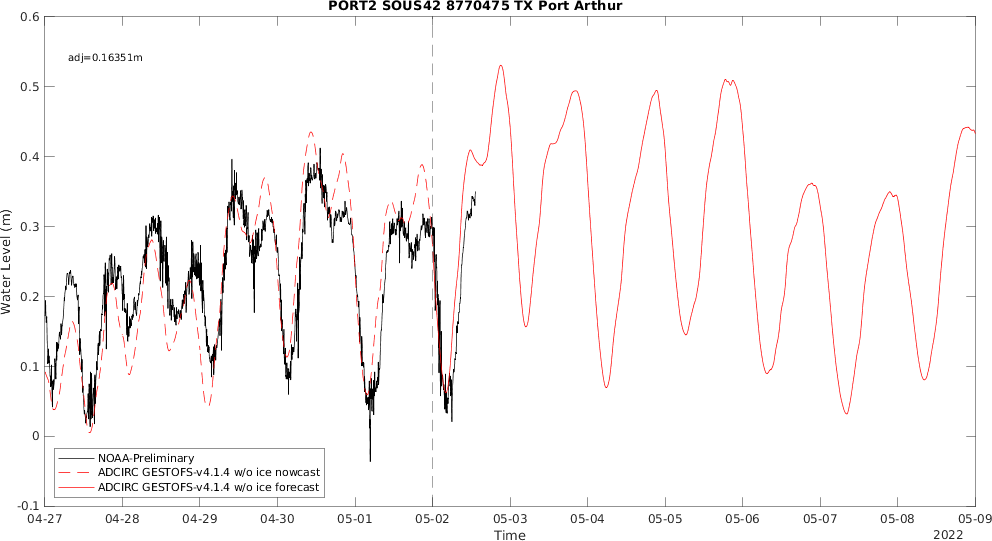 PORT2 SOUS42 8770475 TX Port Arthur
adj=0.16351m
Water Level (m)
0.6
0.5
0.4
0.3
0.2
0.1
0
-0.1
NOAA-Preliminary
ADCIRC GESTOFS-v4.1.4 w/o ice nowcast
ADCIRC GESTOFS-v4.1.4 w/o ice forecast
04-27 04-28 04-29 04-30 05-01 05-02 05-03 05-04 05-05 05-06 05-07 05-08 05-09
Time
2022